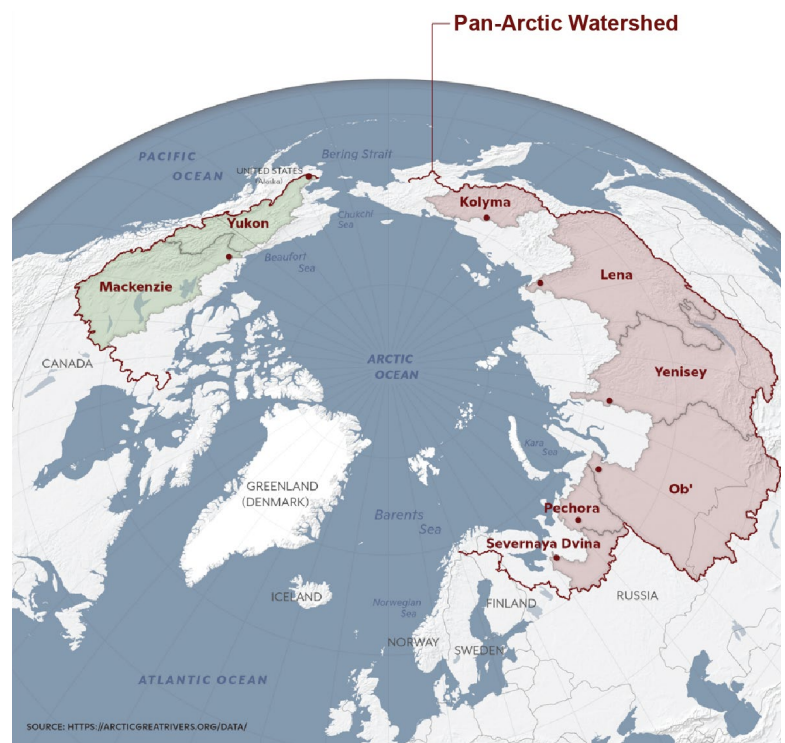 Pan-Arctic Watershed
PACIFIC
OCEAN
Bering Strait
UNITED STATES
(Alaska)
Kolyma
Yukon
Chukchi
Sea
Beaufort
Sea
Lena
Mackenzie
CANADA
ARCTIC
OCEAN
Yenisey
Kara
Sea
GREENLAND
(DENMARK)
Ob'
Pechora
Barents
Sea
Severnaya Dvina
ICELAND
Norwegian
Sea
FINLAND
RUSSIA
NORWAY
SWEDEN
ATLANTIC OCEAN
SOURCE: HTTPS://ARCTICGREATRIVERS.ORG/DATA/